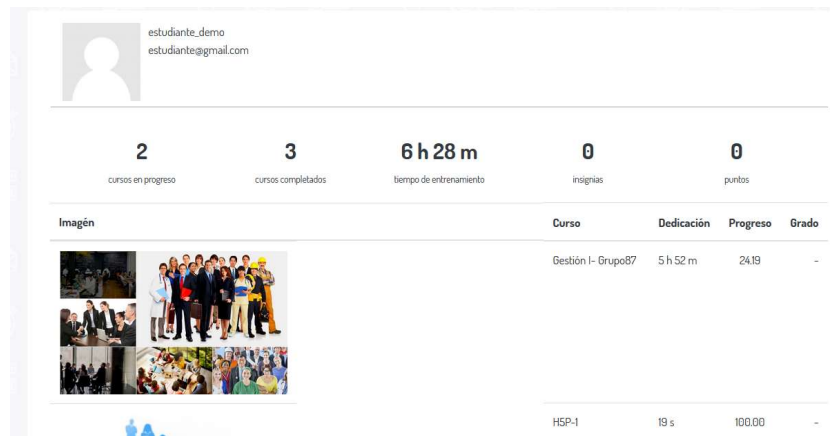 estudiante_demo
estudiante@gmail.com
2
cursos en progreso
3
cursos completados
6 h 28 m
tiempo de entrenamiento
0
insignias
0
puntos
Imagén Curso Dedicación Progreso Grado
Gestión I- Grupo87 5 h 52 m 24.19 -
H5P-1 19 s 100.00 -